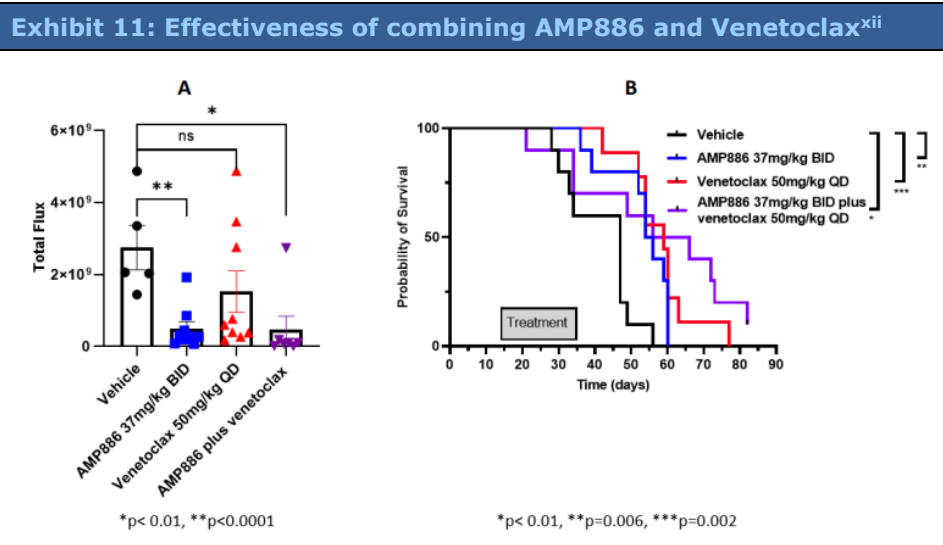 Exhibit 11: Effectiveness of combining AMP886 and Venetoclaxxii
A
B
*
ns
**
6×10⁹
4×10⁹
2×10⁹
0
Total Flux
Vehicle
AMP886 37mg/kg BID
Venetoclax 50mg/kg QD
AMP886 plus venetoclax
*p< 0.01, **p<0.0001
100
50
0
Probability of Survival
Vehicle
AMP886 37mg/kg BID
Venetoclax 50mg/kg QD
AMP886 37mg/kg BID plus
venetoclax 50mg/kg QD
**
***
*
Treatment
0 10 20 30 40 50 60 70 80 90
Time (days)
*p< 0.01, **p=0.006, ***p=0.002